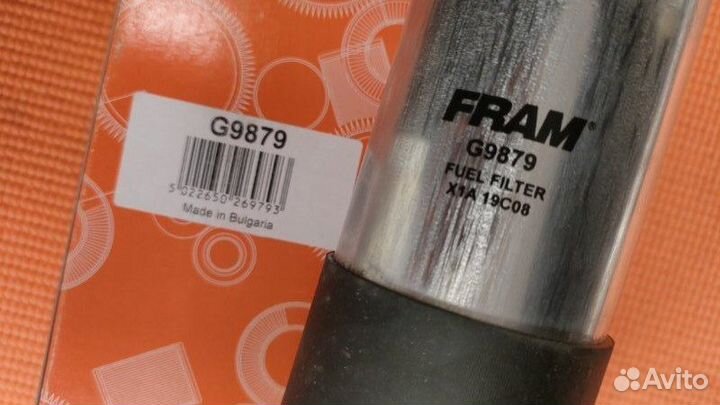 G9879
5 022650 269793
Made in Bulgaria
FRAM®
G9879
FUEL FILTER
X1A 19C08
Avito